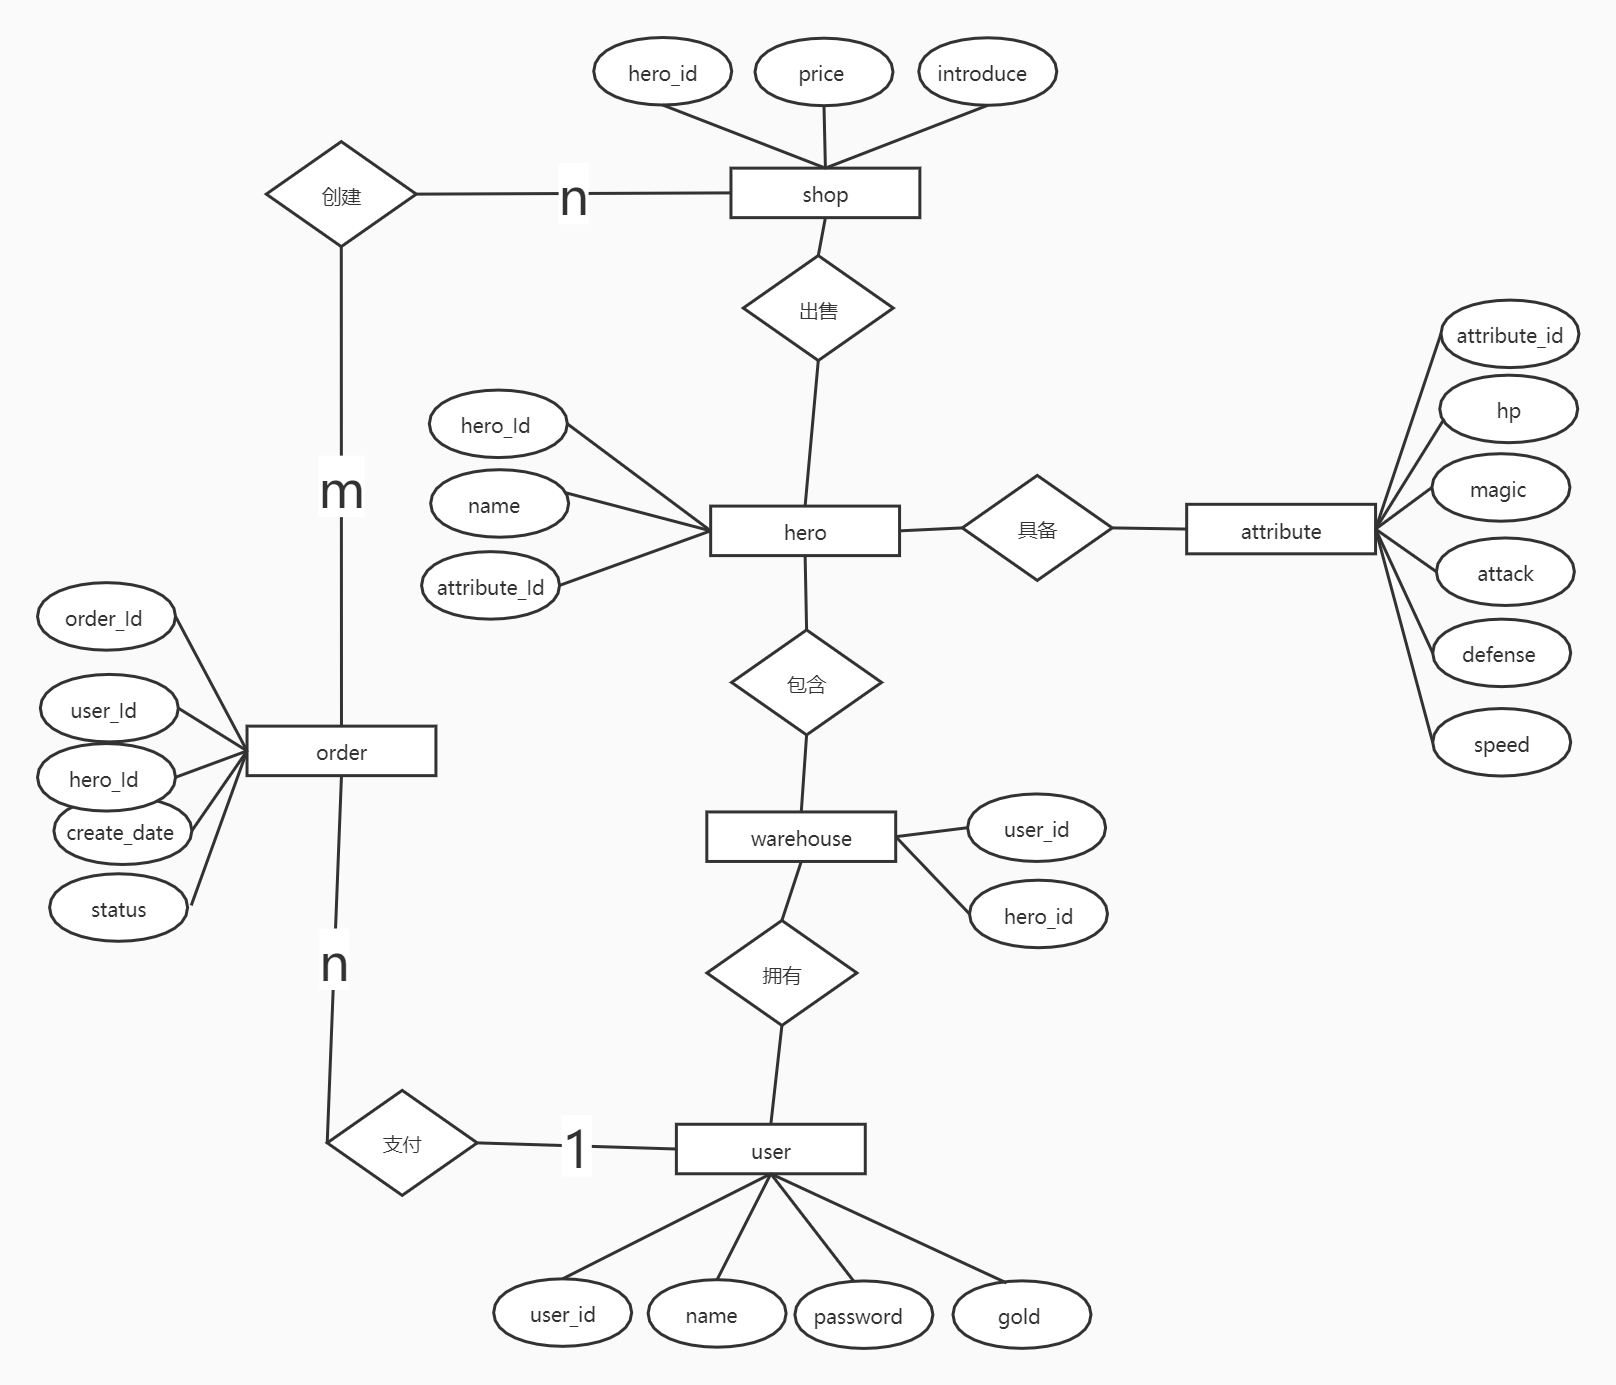 hero_id
price
introduce
创建
n
shop
出售
attribute_id
hp
hero_Id
magic
name
hero
具备
attribute
attack
attribute_Id
m
order_Id
defense
包含
user_Id
order
speed
hero_Id
create_date
warehouse
user_id
status
hero_id
n
拥有
支付
1
user
user_id
name
password
gold